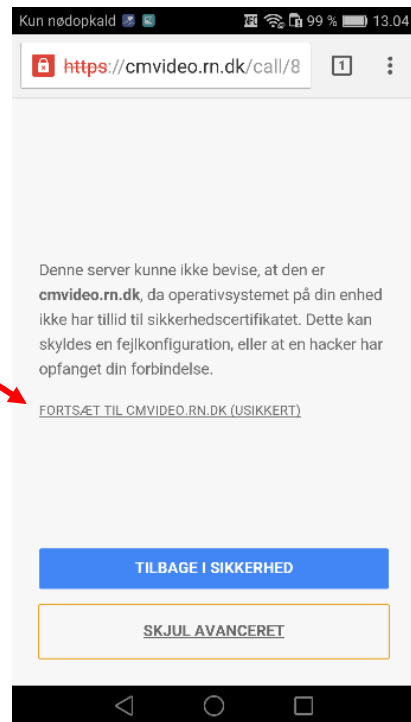 Kun nødopkald 99 % 13.04
https://cmvideo.rn.dk/call/8 1
Denne server kunne ikke bevise, at den er
cmvideo.rn.dk, da operativsystemet på din enhed
ikke har tillid til sikkerhedscertifikatet. Dette kan
skyldes en fejlkonfiguration, eller at en hacker har
opfanget din forbindelse.
FORTSÆT TIL CMVIDEO.RN.DK (USIKKERT)
TILBAGE I SIKKERHED
SKJUL AVANCERET